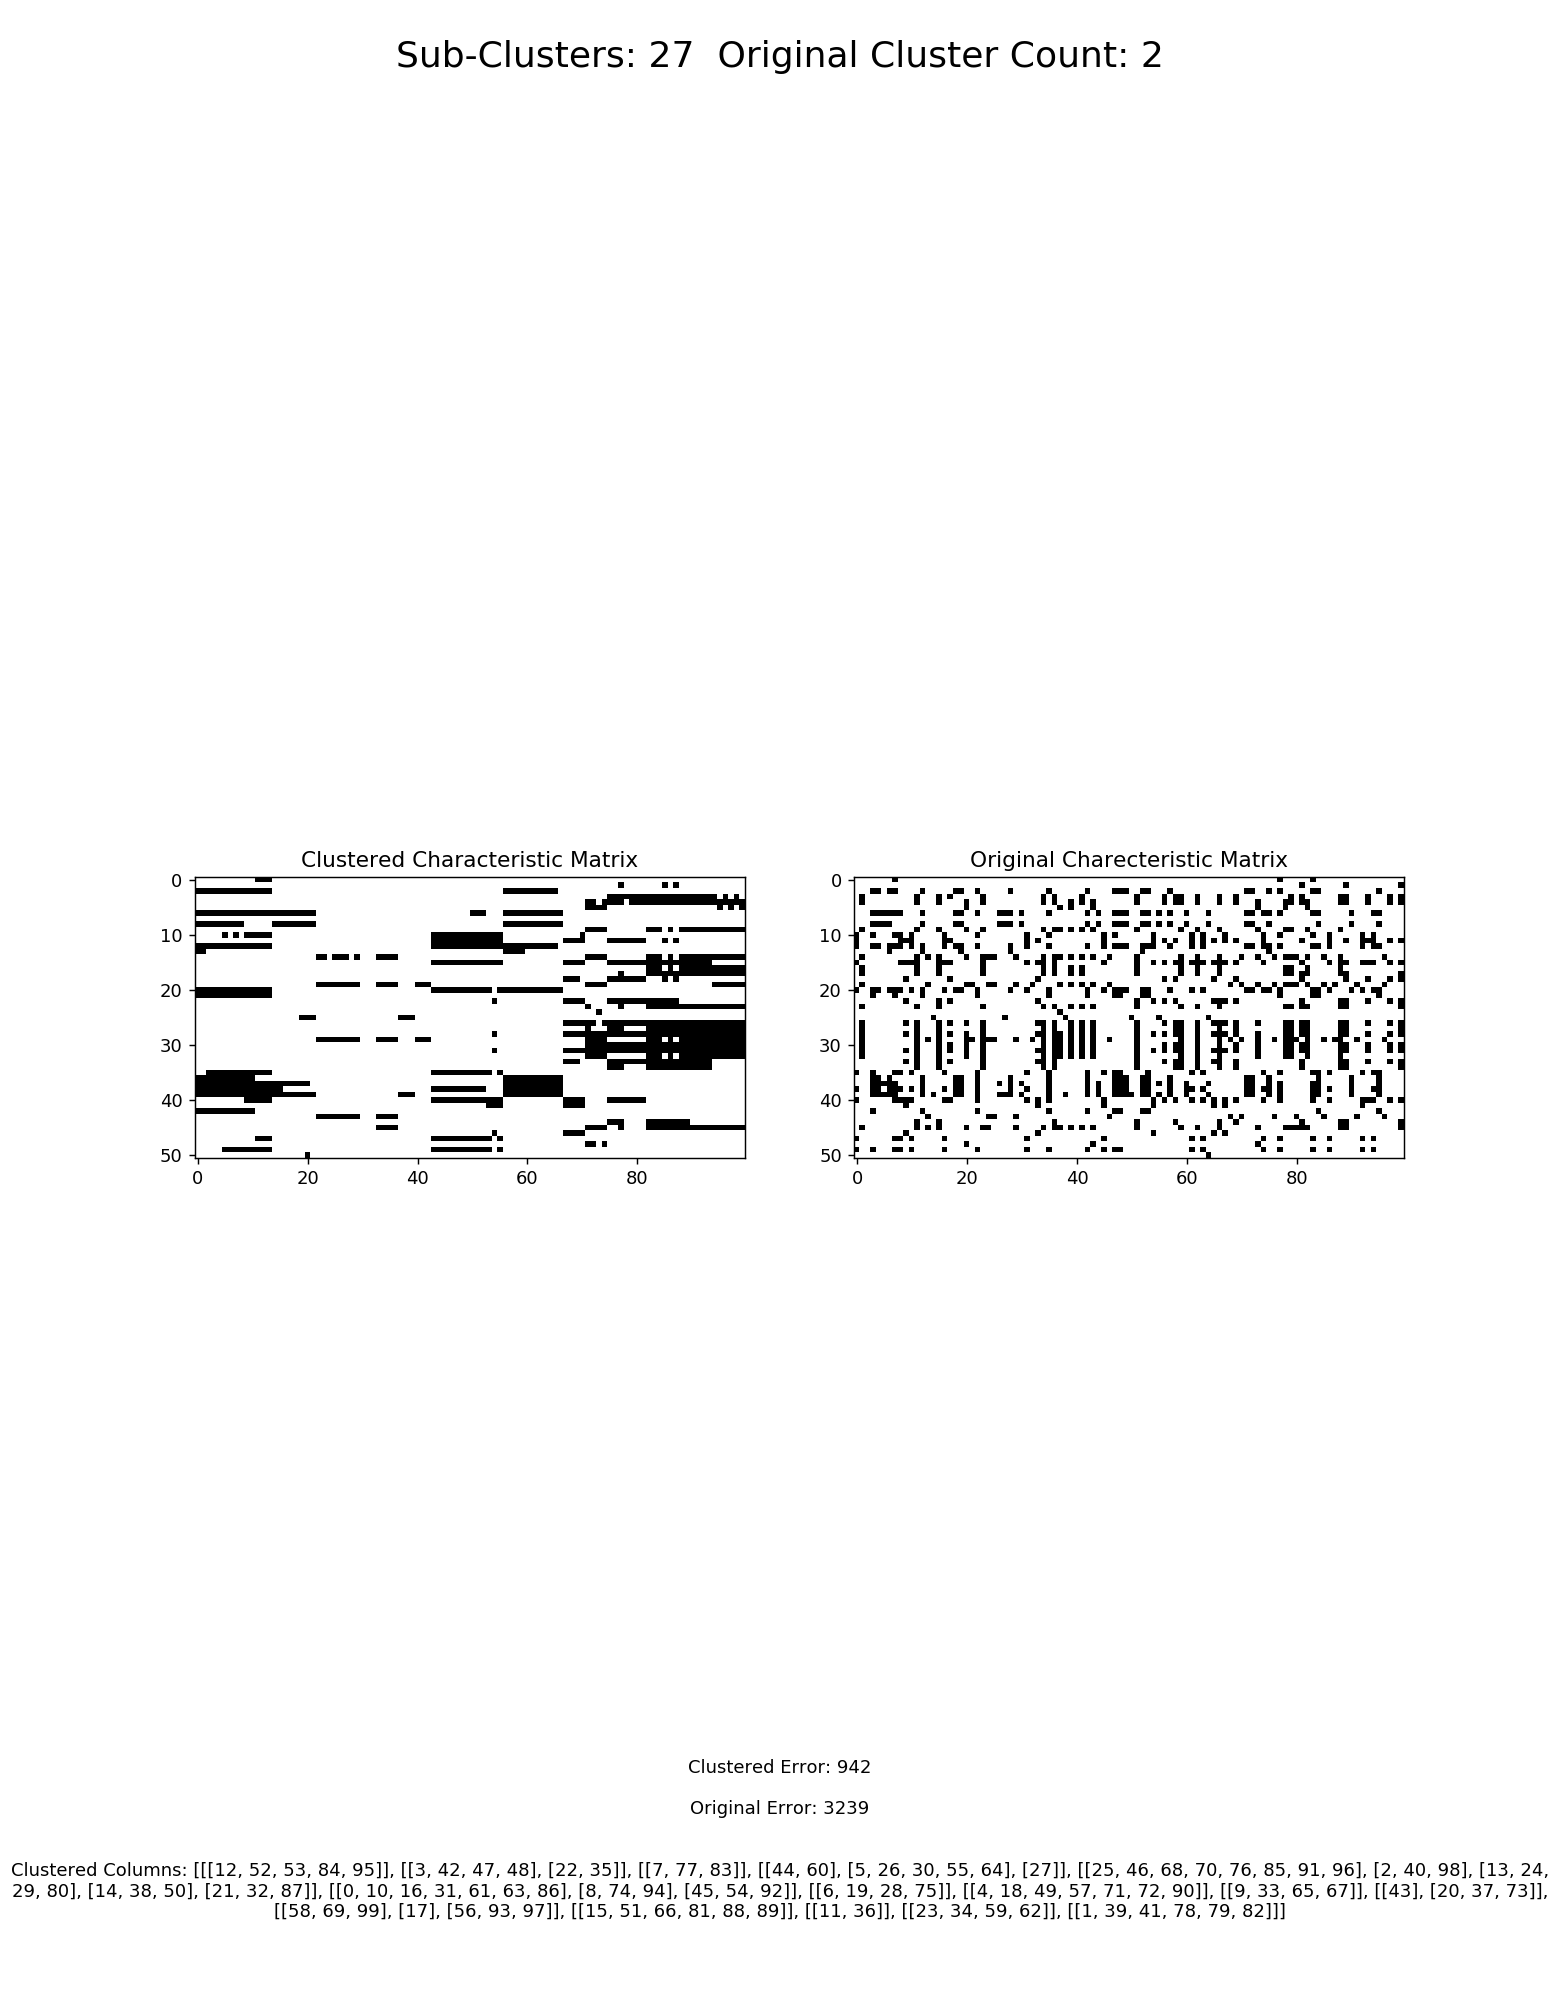 Sub-Clusters: 27  Original Cluster Count: 2
Clustered Characteristic Matrix
Original Charecteristic Matrix
0
10
20
30
40
50
0
20
40
60
80
0
10
20
30
40
50
0
20
40
60
80
Clustered Error: 942
Original Error: 3239
Clustered Columns: [[[12, 52, 53, 84, 95]], [[3, 42, 47, 48], [22, 35]], [[7, 77, 83]], [[44, 60], [5, 26, 30, 55, 64], [27]], [[25, 46, 68, 70, 76, 85, 91, 96], [2, 40, 98], [13, 24,
29, 80], [14, 38, 50], [21, 32, 87]], [[0, 10, 16, 31, 61, 63, 86], [8, 74, 94], [45, 54, 92]], [[6, 19, 28, 75]], [[4, 18, 49, 57, 71, 72, 90]], [[9, 33, 65, 67]], [[43], [20, 37, 73]],
[[58, 69, 99], [17], [56, 93, 97]], [[15, 51, 66, 81, 88, 89]], [[11, 36]], [[23, 34, 59, 62]], [[1, 39, 41, 78, 79, 82]]]